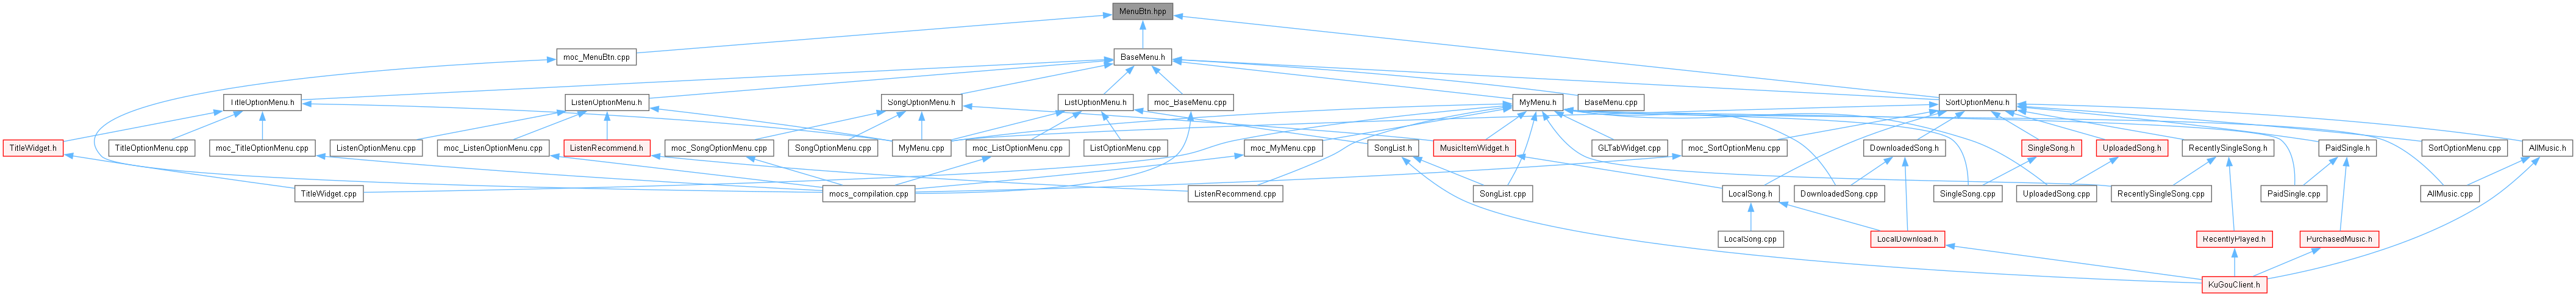 MenuBtn.hpp
moc_MenuBtn.cpp
BaseMenu.h
TitleOptionMenu.h
ListenOptionMenu.h
SongOptionMenu.h
ListOptionMenu.h
moc_BaseMenu.cpp
MyMenu.h
BaseMenu.cpp
SortOptionMenu.h
TitleWidget.h
TitleOptionMenu.cpp
moc_TitleOptionMenu.cpp
ListenOptionMenu.cpp
moc_ListenOptionMenu.cpp
ListenRecommend.h
moc_SongOptionMenu.cpp
SongOptionMenu.cpp
MyMenu.cpp
moc_ListOptionMenu.cpp
ListOptionMenu.cpp
moc_MyMenu.cpp
SongList.h
MusicItemWidget.h
GLTabWidget.cpp
moc_SortOptionMenu.cpp
DownloadedSong.h
SingleSong.h
UploadedSong.h
RecentlySingleSong.h
PaidSingle.h
SortOptionMenu.cpp
AllMusic.h
TitleWidget.cpp
mocs_compilation.cpp
ListenRecommend.cpp
SongList.cpp
LocalSong.h
DownloadedSong.cpp
SingleSong.cpp
UploadedSong.cpp
RecentlySingleSong.cpp
PaidSingle.cpp
AllMusic.cpp
LocalSong.cpp
LocalDownload.h
RecentlyPlayed.h
PurchasedMusic.h
KuGouClient.h